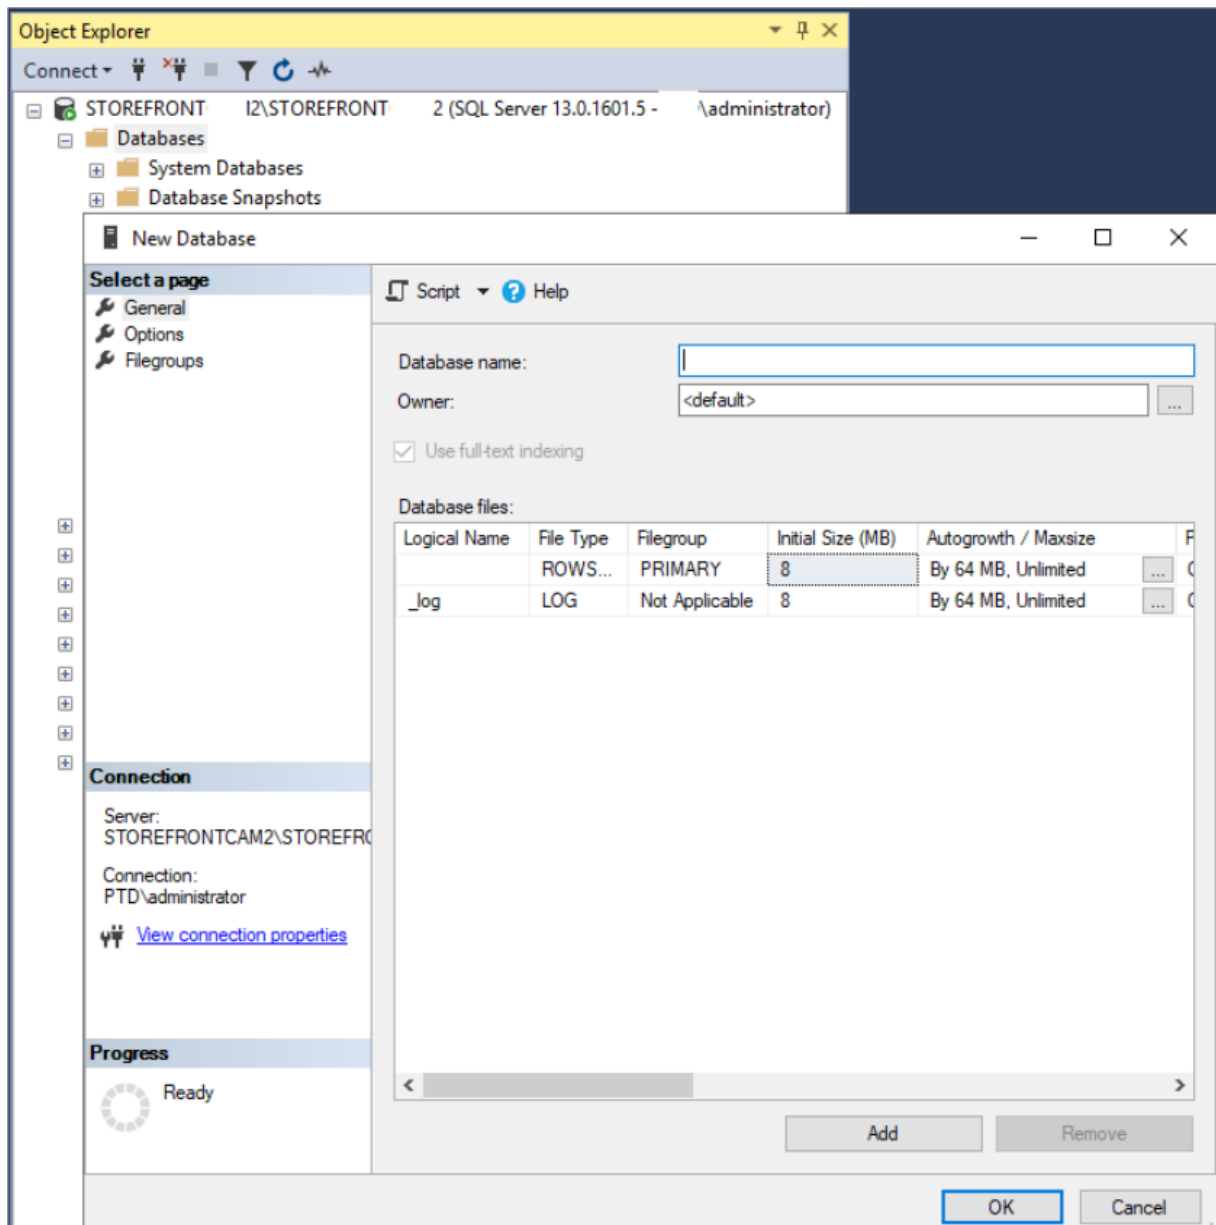 Object Explorer
Connect
STOREFRONT I2\STOREFRONT 2 (SQL Server 13.0.1601.5 - \administrator)
Databases
System Databases
Database Snapshots
New Database
Select a page
General
Options
Filegroups
Script
Help
Database name:
Owner:
<default>
...
Use full-text indexing
Database files:
Logical Name File Type Filegroup Initial Size (MB) Autogrowth / Maxsize
ROWS... PRIMARY 8 By 64 MB, Unlimited ...
_log LOG Not Applicable 8 By 64 MB, Unlimited ...
Connection
Server:
STOREFRONTCAM2\STOREFR
Connection:
PTD\administrator
View connection properties
Progress
Ready
Add Remove
OK Cancel